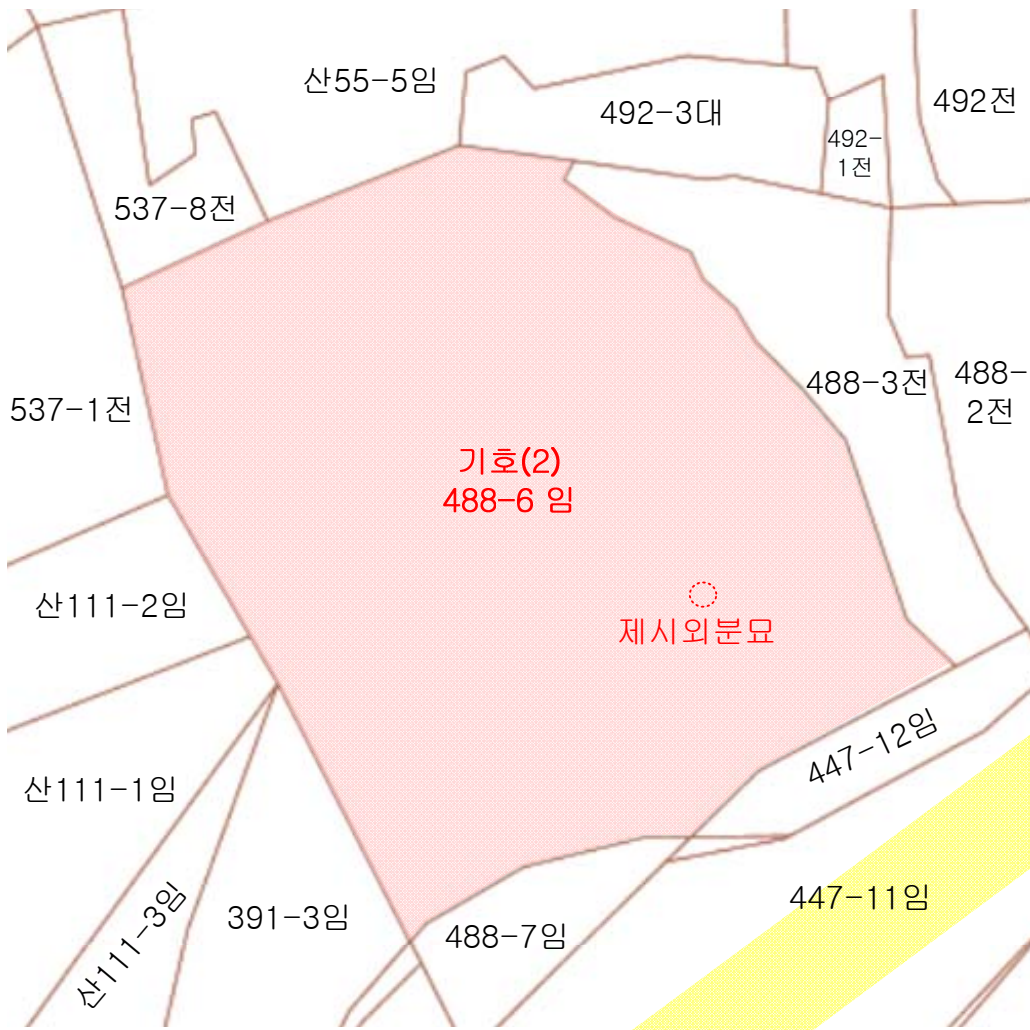 산55-5임
492-3대
492전
492-
1전
537-8전
488-3전
488-
2전
537-1전
기호(2)
488-6 임
산111-2임
제시외분묘
447-12임
산111-1임
447-11임
산111-3임
391-3임
488-7임